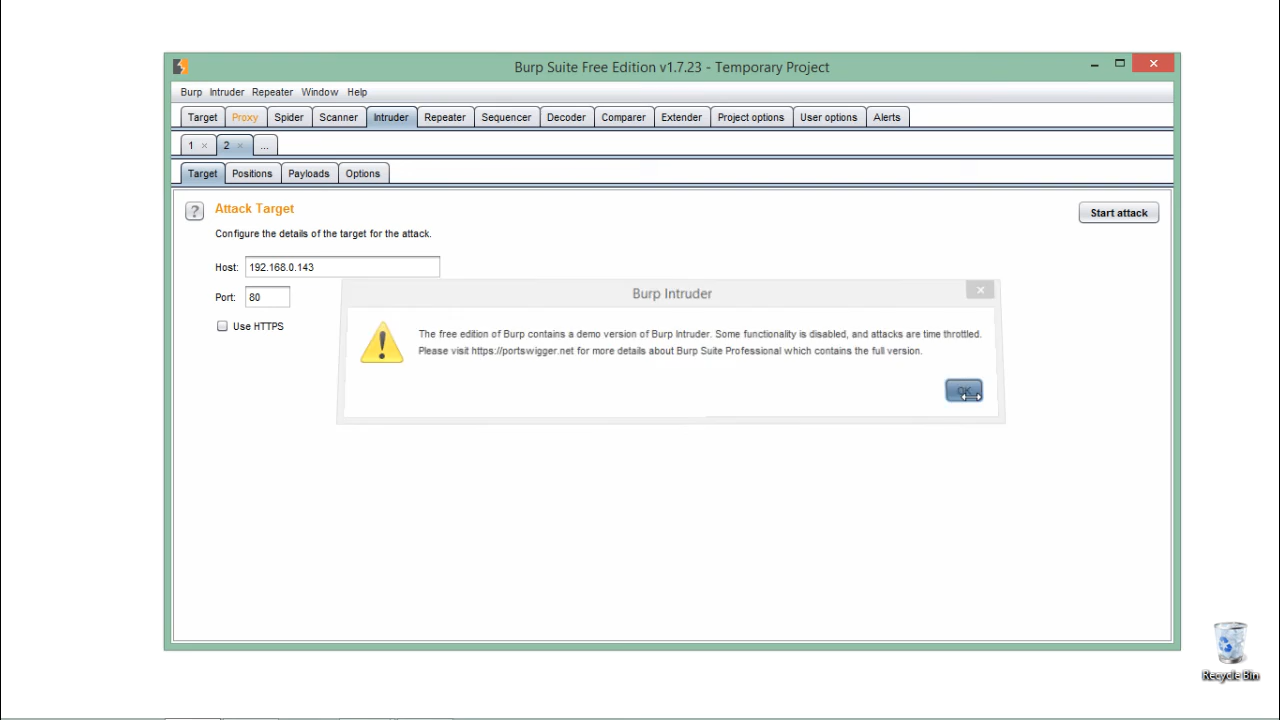 Burp Suite Free Edition v1.7.23 - Temporary Project
Burp Intruder Repeater Window Help
Target Proxy Spider Scanner Intruder Repeater Sequencer Decoder Comparer Extender Project options User options Alerts
1 × 2 × ...
Target Positions Payloads Options
? Attack Target
Start attack
Configure the details of the target for the attack.
Host: 192.168.0.143
Port: 80
Use HTTPS
Burp Intruder
The free edition of Burp contains a demo version of Burp Intruder. Some functionality is disabled, and attacks are time throttled.
Please visit https://portswigger.net for more details about Burp Suite Professional which contains the full version.
OK
Recycle Bin